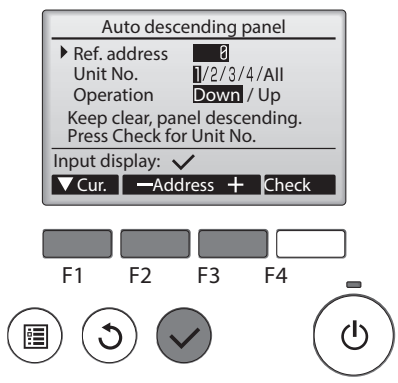 Auto descending panel
Ref. address 0
Unit No. 1/2/3/4/All
Operation Down / Up
Keep clear, panel descending.
Press Check for Unit No.
Input display: ✓
▼ Cur. −Address + Check
F1 F2 F3 F4